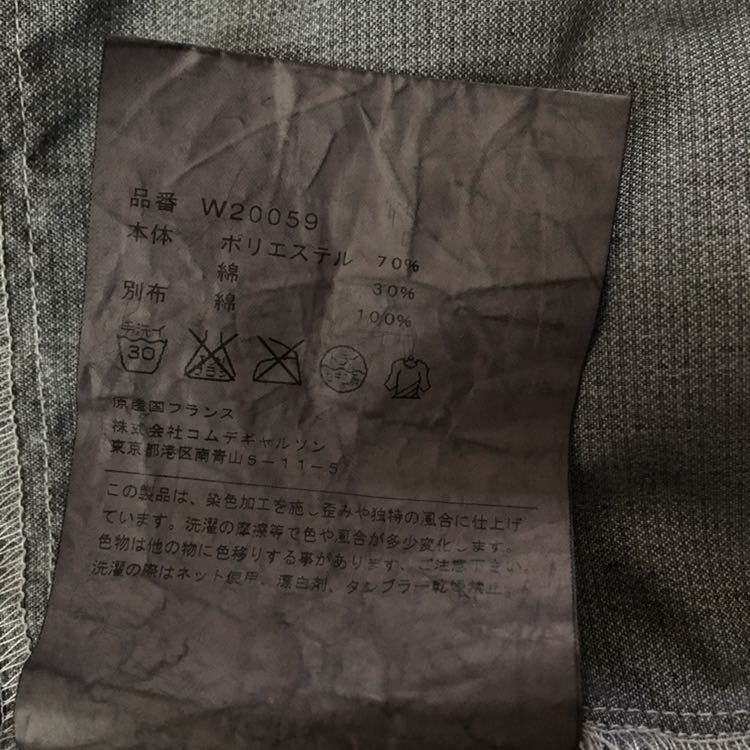 品番 W20059
本体 ポリエステル 70%
綿 30%
別布 綿 100%
手洗イ
30
原産国フランス
株式会社コムデギャルソン
東京都港区南青山5-11-5
この製品は、染色加工を施し歪みや独特の風合に仕上げ
ています。洗濯の摩擦等で色や風合が多少変化します。
色物は他の物に色移りする事があります、ご注意下さい。
洗濯の際はネット使用、漂白剤、タンブラー乾燥禁止。